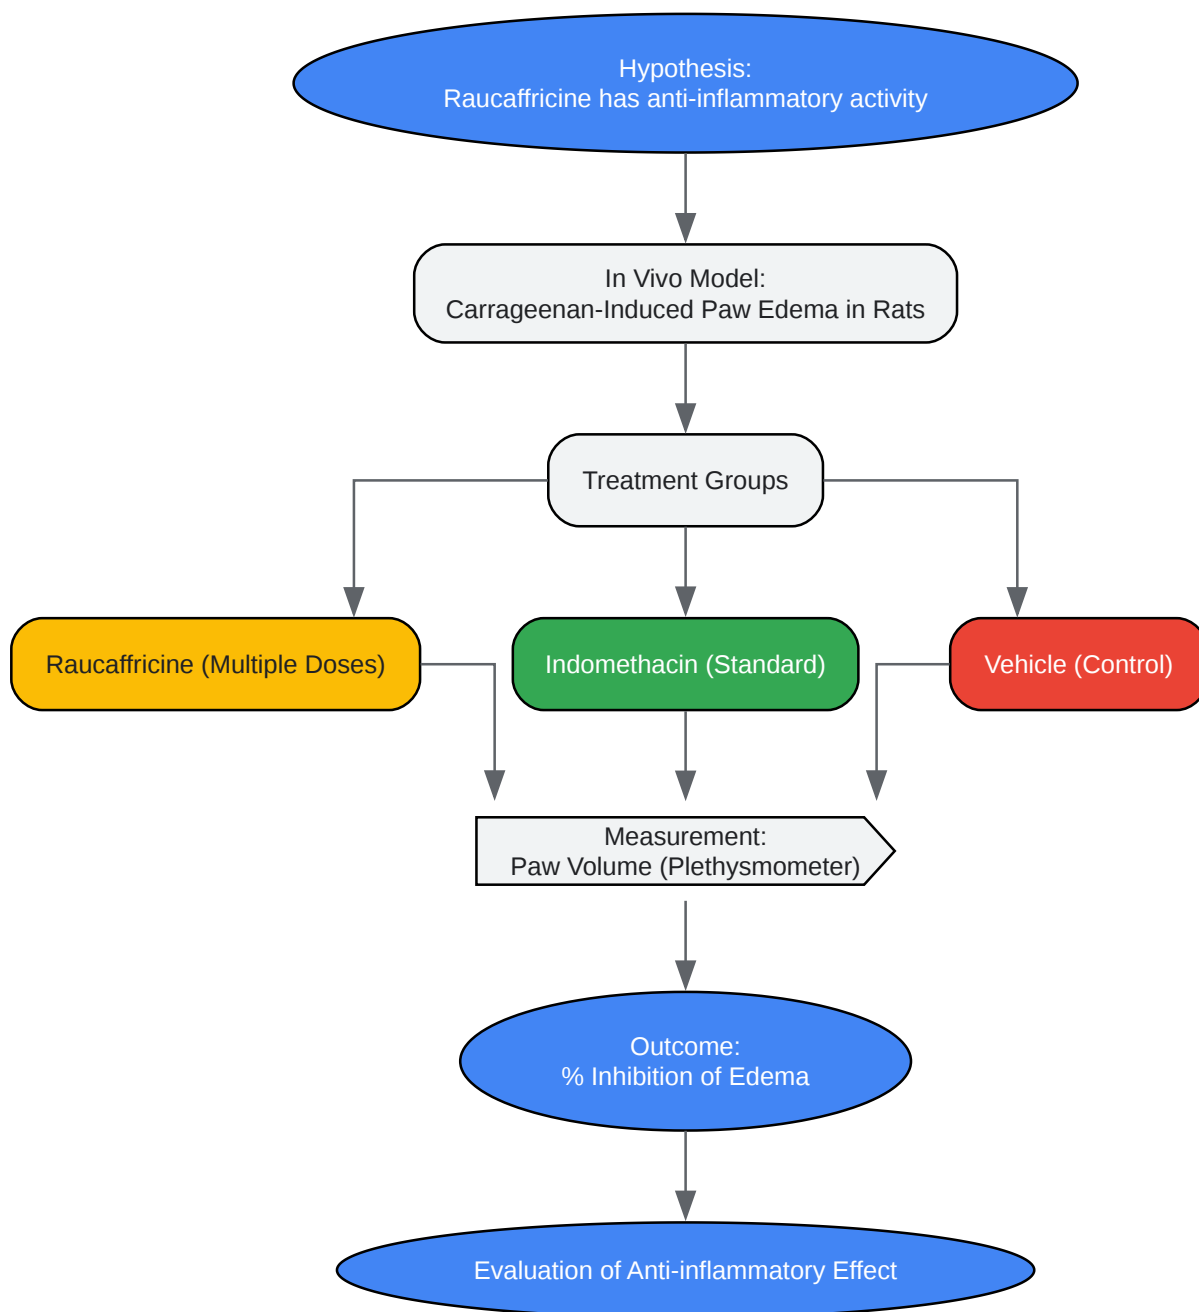 Hypothesis:
Raucaffricine has anti-inflammatory activity
In Vivo Model:
Carrageenan-Induced Paw Edema in Rats
Treatment Groups
Raucaffricine (Multiple Doses)
Indomethacin (Standard)
Vehicle (Control)
Measurement:
Paw Volume (Plethysmometer)
Outcome:
% Inhibition of Edema
Evaluation of Anti-inflammatory Effect